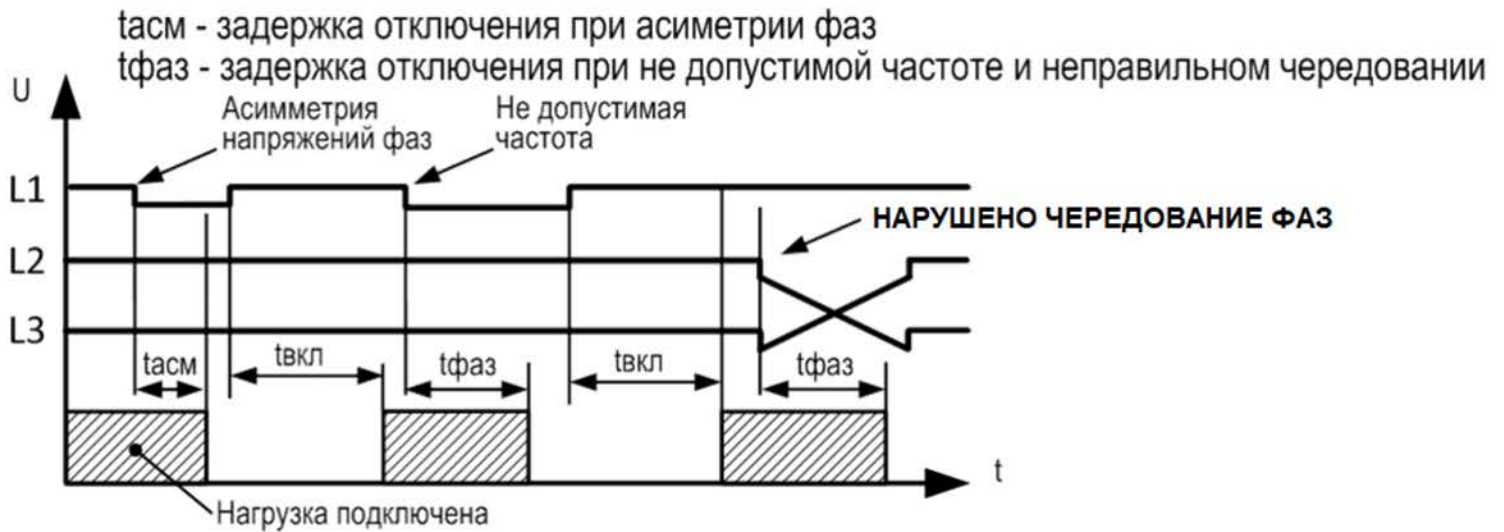 tасм - задержка отключения при асиметрии фаз
tфаз - задержка отключения при не допустимой частоте и неправильном чередовании
U
Асимметрия
напряжений фаз
Не допустимая
частота
L1
НАРУШЕНО ЧЕРЕДОВАНИЕ ФАЗ
L2
L3
tасм
tвкл
tфаз
tвкл
tфаз
t
Нагрузка подключена